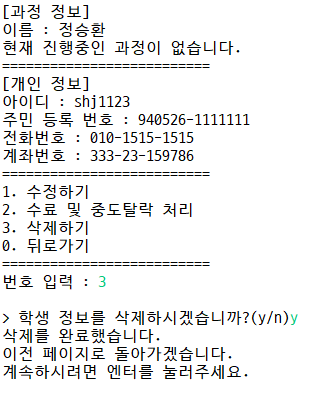 [과정 정보]
이름 : 정승환
현재 진행중인 과정이 없습니다.
==========================
[개인 정보]
아이디 : shj1123
주민 등록 번호 : 940526-1111111
전화번호 : 010-1515-1515
계좌번호 : 333-23-159786
==========================
1. 수정하기
2. 수료 및 중도탈락 처리
3. 삭제하기
0. 뒤로가기
==========================
번호 입력 : 3
> 학생 정보를 삭제하시겠습니까?(y/n)y
삭제를 완료했습니다.
이전 페이지로 돌아가겠습니다.
계속하시려면 엔터를 눌러주세요.